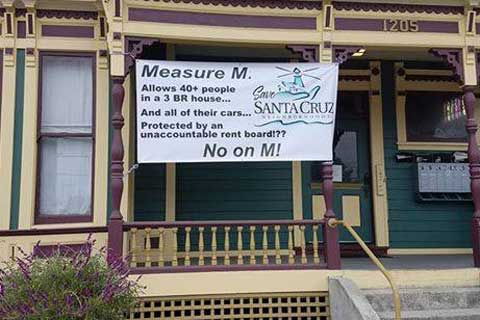 1205
Measure M.
Allows 40+ people
in a 3 BR house...
And all of their cars...
Protected by an
unaccountable rent board!??
No on M!
Save
SANTA CRUZ
NEIGHBORHOODS